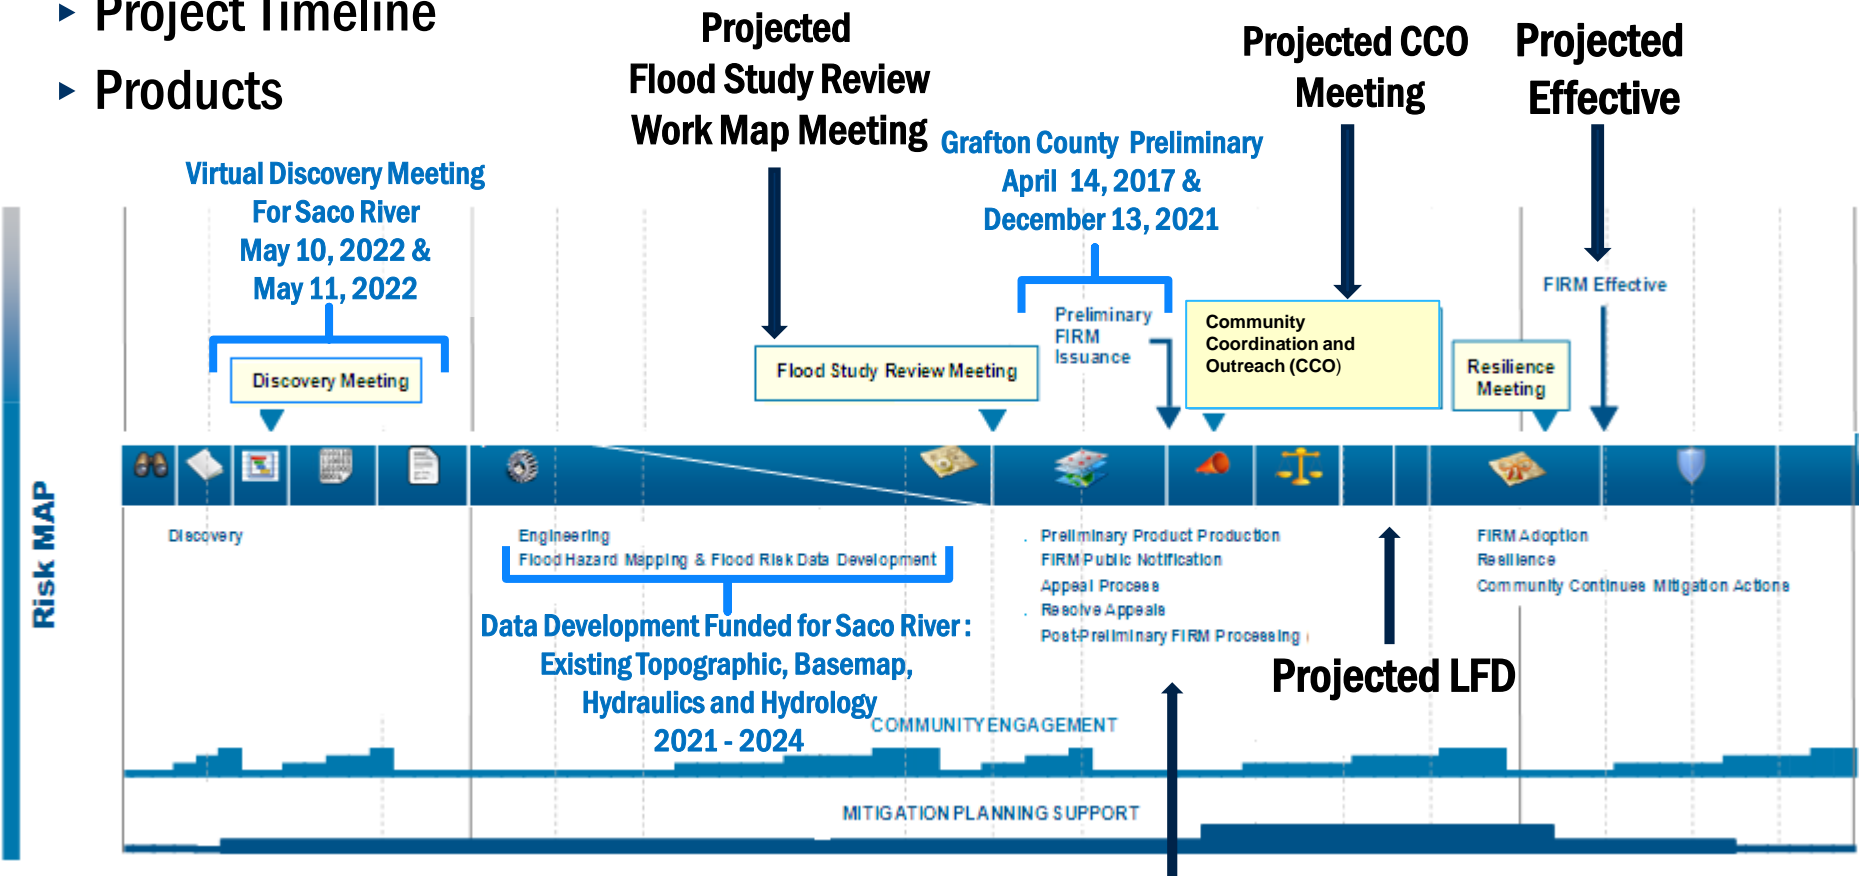 Project Timeline
Products
Projected
Flood Study Review
Work Map Meeting
Projected CCO
Meeting
Projected
Effective
Virtual Discovery Meeting
For Saco River
May 10, 2022 &
May 11, 2022
Grafton County Preliminary
April 14, 2017 &
December 13, 2021
Discovery Meeting
Flood Study Review Meeting
Preliminary
FIRM
Issuance
Community
Coordination and
Outreach (CCO)
Resilience
Meeting
FIRM Effective
Risk MAP
Discovery
Engineering
Flood Hazard Mapping & Flood Risk Data Development
Preliminary Product Production
FIRM Public Notification
Appeal Process
Resolve Appeals
Post-Preliminary FIRM Processing
FIRM Adoption
Resilience
Community Continues Mitigation Actions
Data Development Funded for Saco River :
Existing Topographic, Basemap,
Hydraulics and Hydrology
2021 - 2024
Projected LFD
COMMUNITY ENGAGEMENT
MITIGATION PLANNING SUPPORT